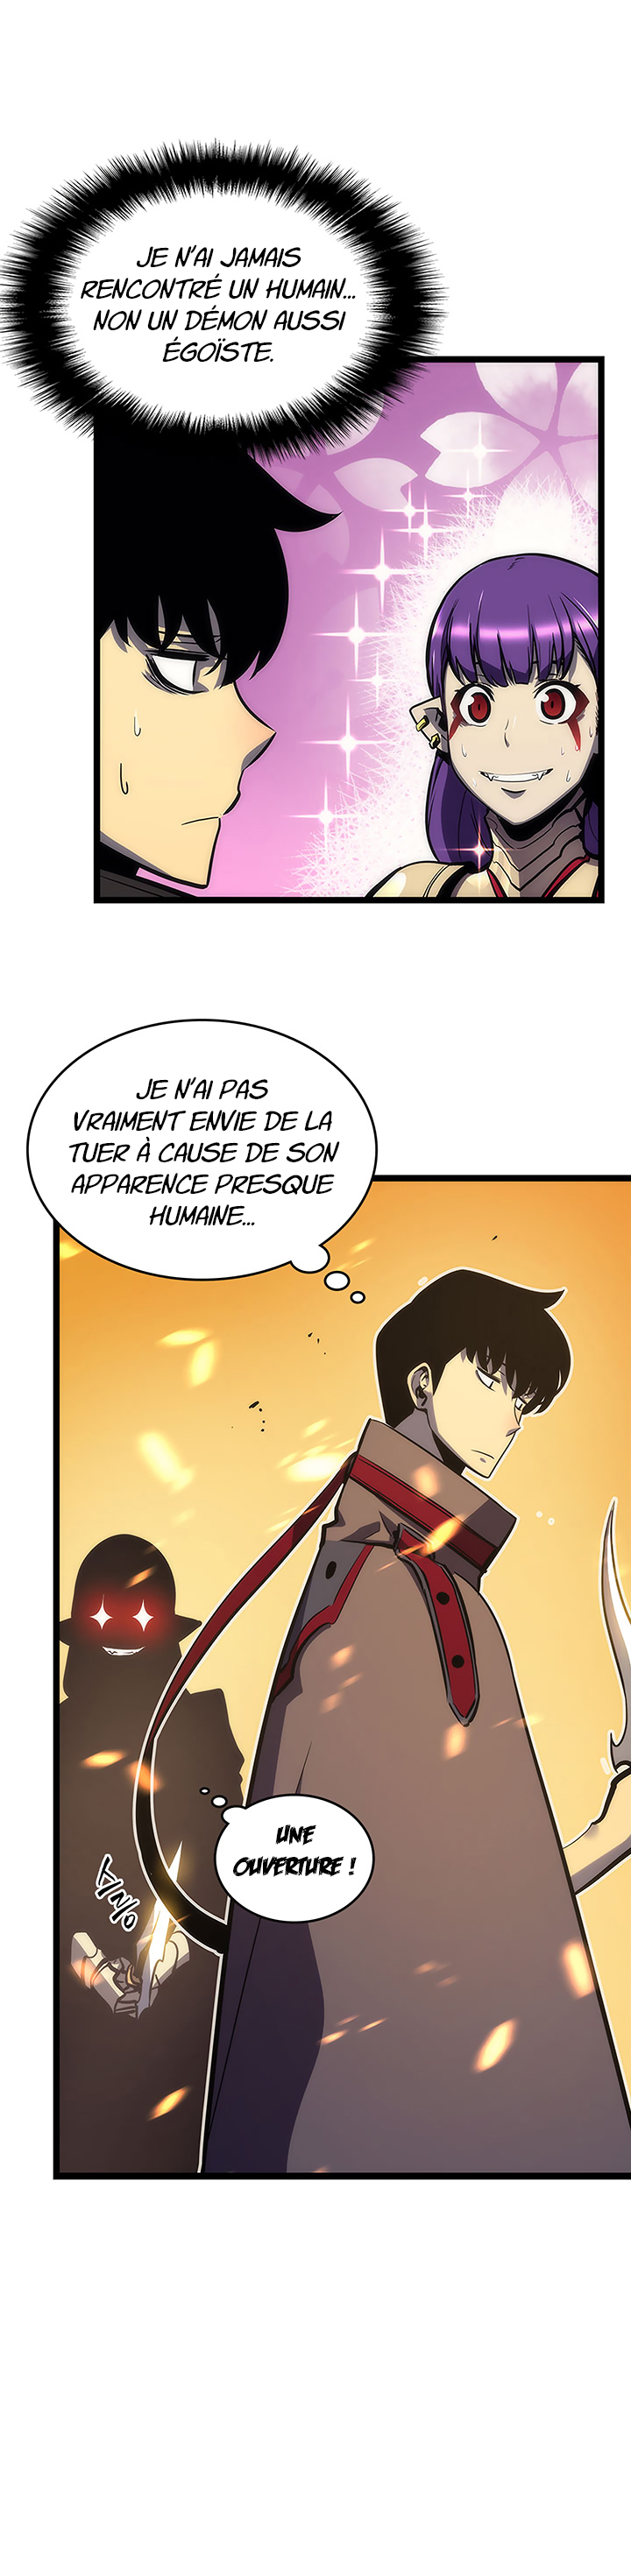 JE N'AI JAMAIS
RENCONTRÉ UN HUMAIN...
NON UN DÉMON AUSSI
ÉGOÏSTE.
JE N'AI PAS
VRAIMENT ENVIE DE LA
TUER À CAUSE DE SON
APPARENCE PRESQUE
HUMAINE...
UNE
OUVERTURE !